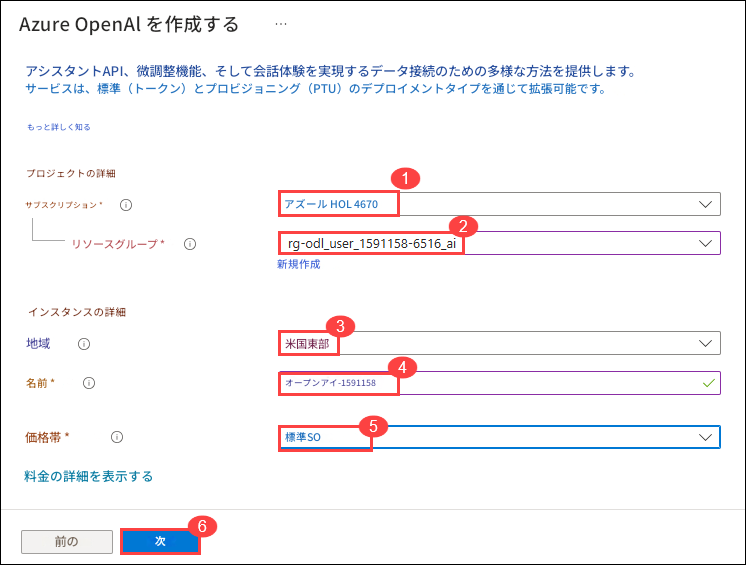 Azure OpenAl を作成する ...
アシスタントAPI、微調整機能、そして会話体験を実現するデータ接続のための多様な方法を提供します。
サービスは、標準（トークン）とプロビジョニング（PTU）のデプロイメントタイプを通じて拡張可能です。
もっと詳しく知る
プロジェクトの詳細
1
サブスクリプション * アズール HOL 4670
2
リソースグループ * rg-odl_user_1591158-6516_ai
新規作成
インスタンスの詳細
3
地域 米国東部
4
名前 * オープンアイ-1591158
5
価格帯 * 標準SO
料金の詳細を表示する
6
前の 次